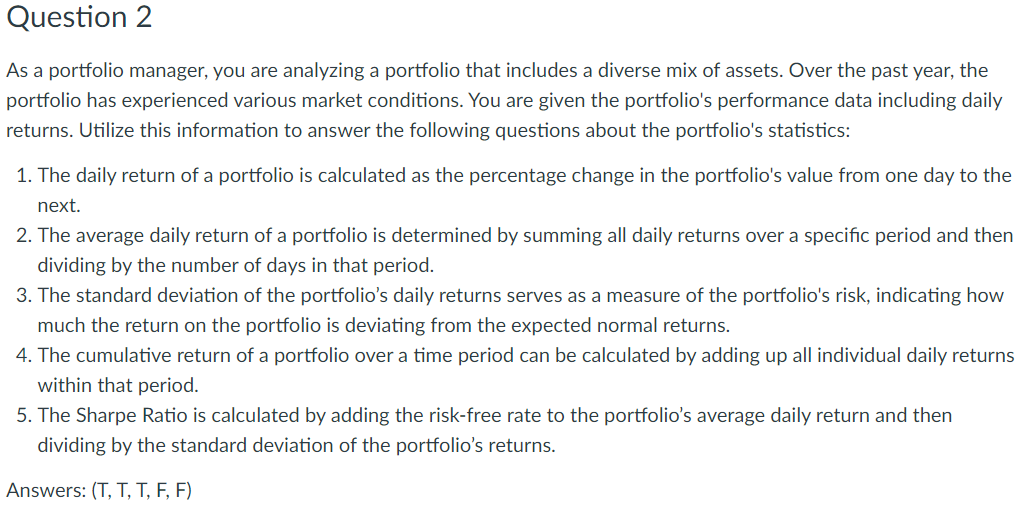 Question 2
As a portfolio manager, you are analyzing a portfolio that includes a diverse mix of assets. Over the past year, the
portfolio has experienced various market conditions. You are given the portfolio's performance data including daily
returns. Utilize this information to answer the following questions about the portfolio's statistics:
1. The daily return of a portfolio is calculated as the percentage change in the portfolio's value from one day to the
next.
2. The average daily return of a portfolio is determined by summing all daily returns over a specific period and then
dividing by the number of days in that period.
3. The standard deviation of the portfolio’s daily returns serves as a measure of the portfolio's risk, indicating how
much the return on the portfolio is deviating from the expected normal returns.
4. The cumulative return of a portfolio over a time period can be calculated by adding up all individual daily returns
within that period.
5. The Sharpe Ratio is calculated by adding the risk-free rate to the portfolio’s average daily return and then
dividing by the standard deviation of the portfolio’s returns.
Answers: (T, T, T, F, F)